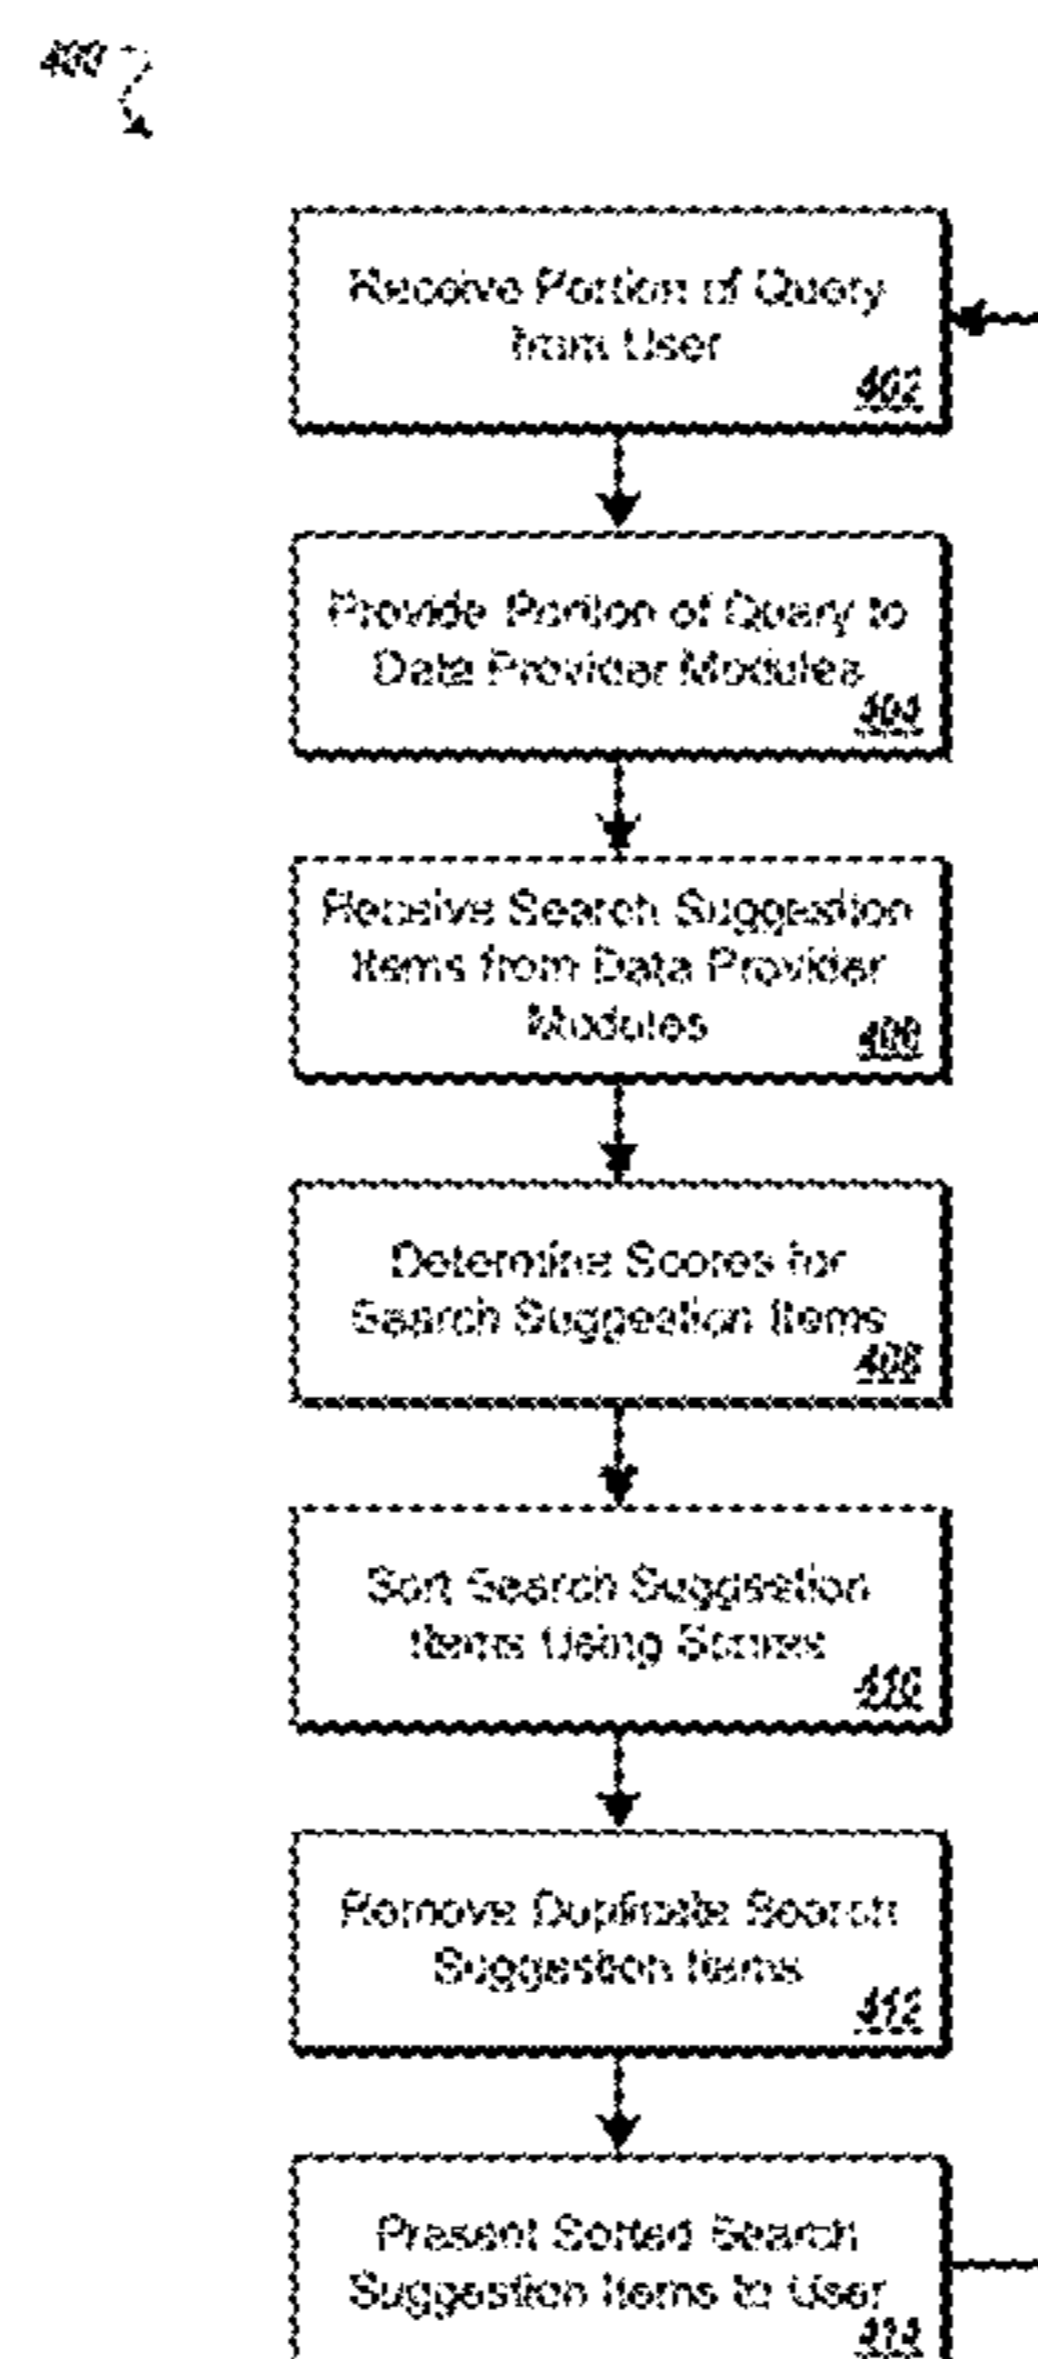 400
Receive Portion of Query
from User
402
Provide Portion of Query to
Data Provider Modules
404
Receive Search Suggestion
Items from Data Provider
Modules
406
Determine Scores for
Search Suggestion Items
408
Sort Search Suggestion
Items Using Scores
410
Remove Duplicate Search
Suggestion Items
412
Present Sorted Search
Suggestion Items to User
414